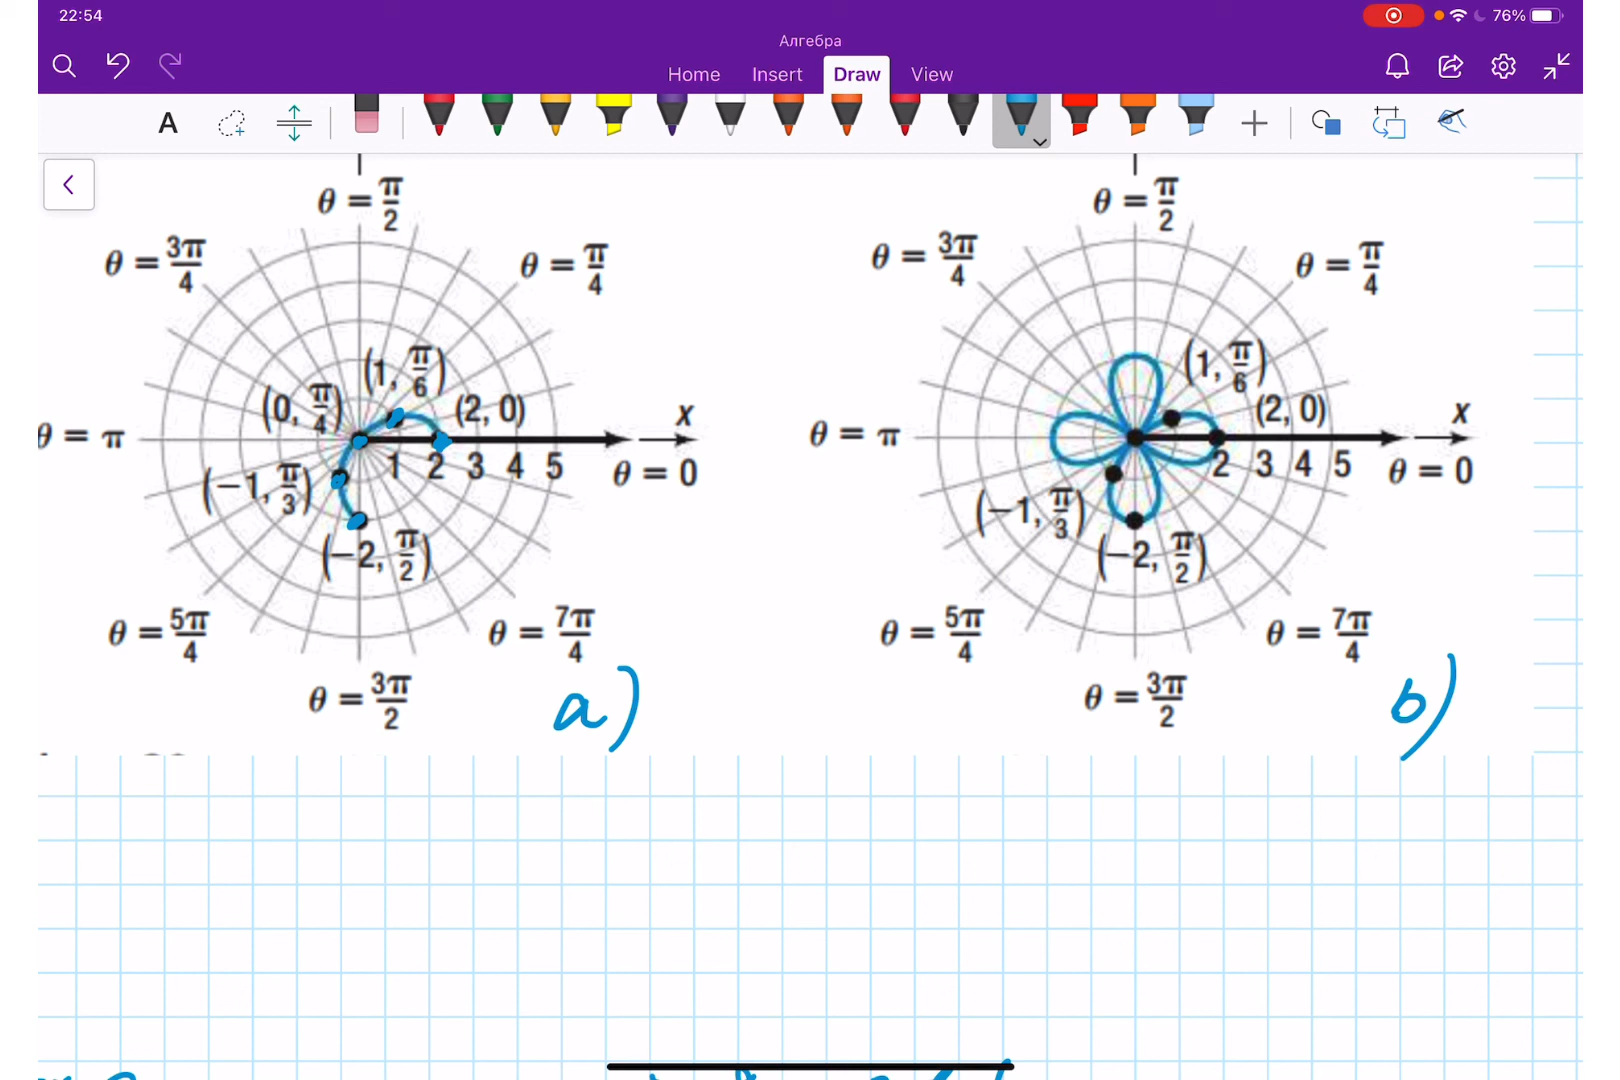 22:54
76%
Алгебра
Home Insert Draw View
A
θ = π/2
θ = 3π/4
θ = π/4
(1, π/6)
(0, π/4)
(2, 0)
x
θ = π
1 2 3 4 5
θ = 0
(−1, π/3)
(−2, π/2)
θ = 5π/4
θ = 7π/4
θ = 3π/2
a)
θ = π/2
θ = 3π/4
θ = π/4
(1, π/6)
(2, 0)
x
θ = π
2 3 4 5
θ = 0
(−1, π/3)
(−2, π/2)
θ = 5π/4
θ = 7π/4
θ = 3π/2
b)